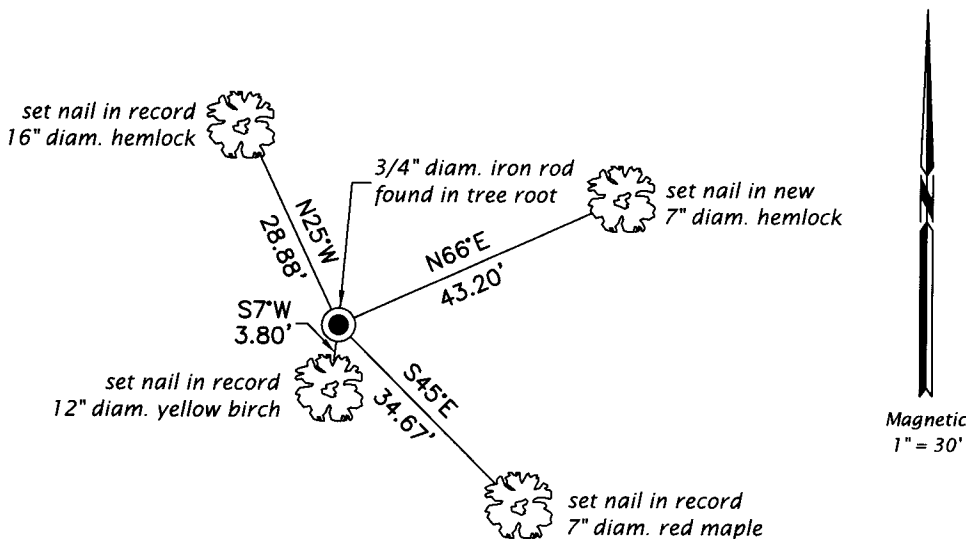 set nail in record
16" diam. hemlock
3/4" diam. iron rod
found in tree root
set nail in new
7" diam. hemlock
N25°W
28.88'
N66°E
43.20'
S7°W
3.80'
set nail in record
12" diam. yellow birch
S45°E
34.67'
set nail in record
7" diam. red maple
N
Magnetic
1" = 30'